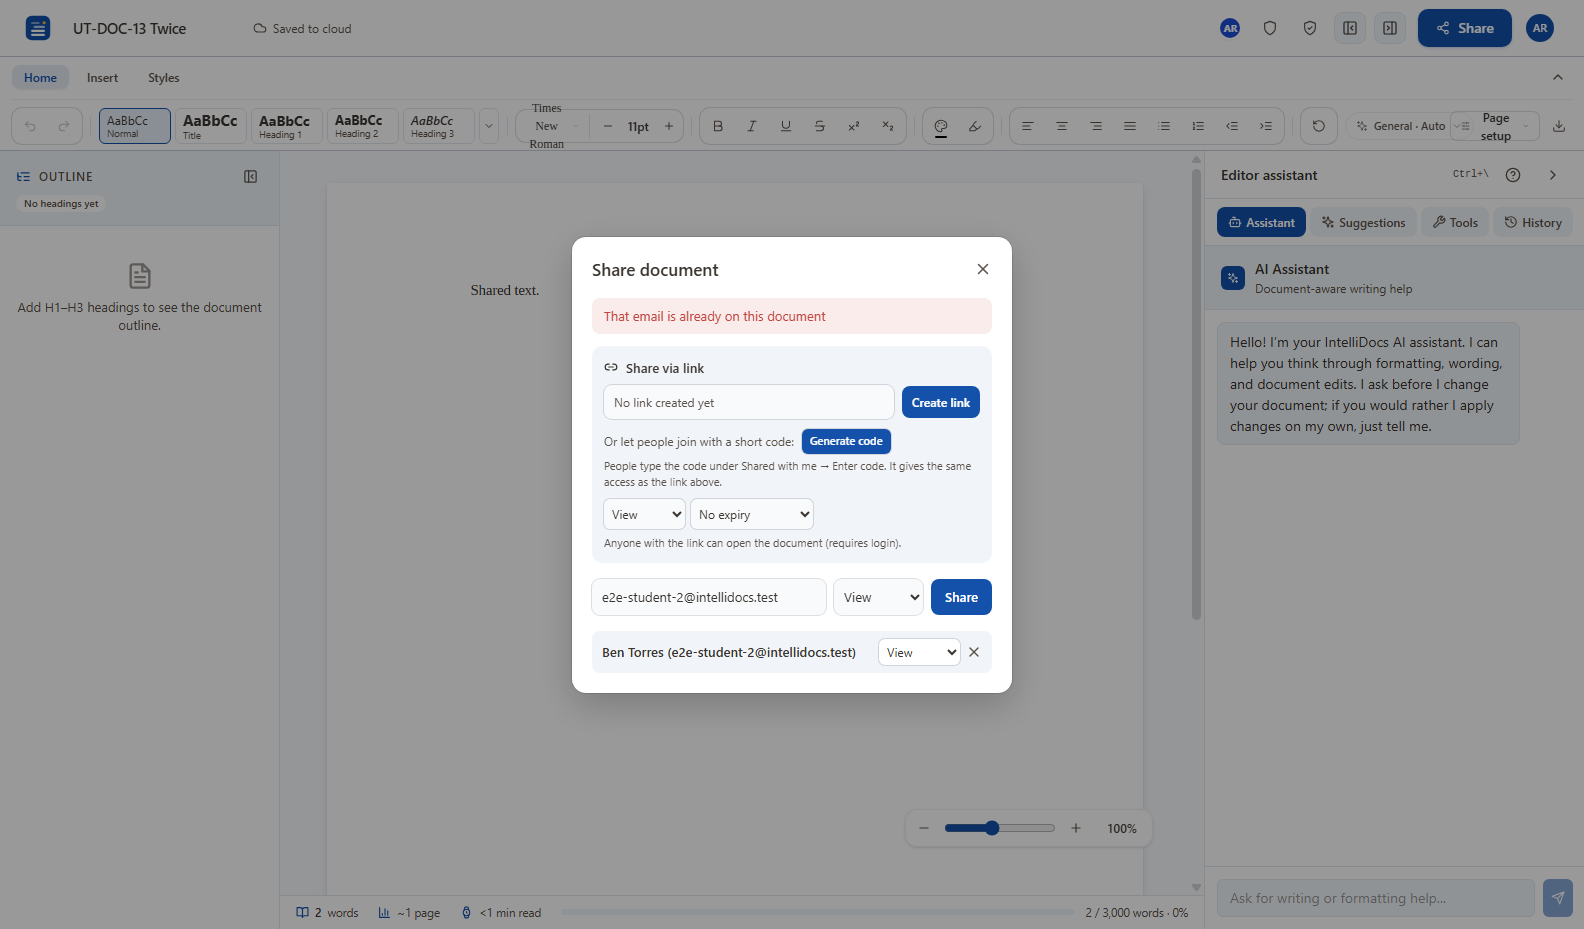 UT-DOC-13 Twice
Saved to cloud
AR
Share
AR
Home
Insert
Styles
AaBbCc
Normal
AaBbCc
Title
AaBbCc
Heading 1
AaBbCc
Heading 2
AaBbCc
Heading 3
Times
New
Roman
11pt
B
I
U
S
x²
x₂
General · Auto
Page
setup
OUTLINE
No headings yet
Add H1–H3 headings to see the document
outline.
Shared text.
Share document
That email is already on this document
Share via link
No link created yet
Create link
Or let people join with a short code:
Generate code
People type the code under Shared with me → Enter code. It gives the same
access as the link above.
View
No expiry
Anyone with the link can open the document (requires login).
e2e-student-2@intellidocs.test
View
Share
Ben Torres (e2e-student-2@intellidocs.test)
View
100%
2 words
~1 page
<1 min read
2 / 3,000 words · 0%
Editor assistant
Ctrl+\
Assistant
Suggestions
Tools
History
AI Assistant
Document-aware writing help
Hello! I'm your IntelliDocs AI assistant. I can
help you think through formatting, wording,
and document edits. I ask before I change
your document; if you would rather I apply
changes on my own, just tell me.
Ask for writing or formatting help...